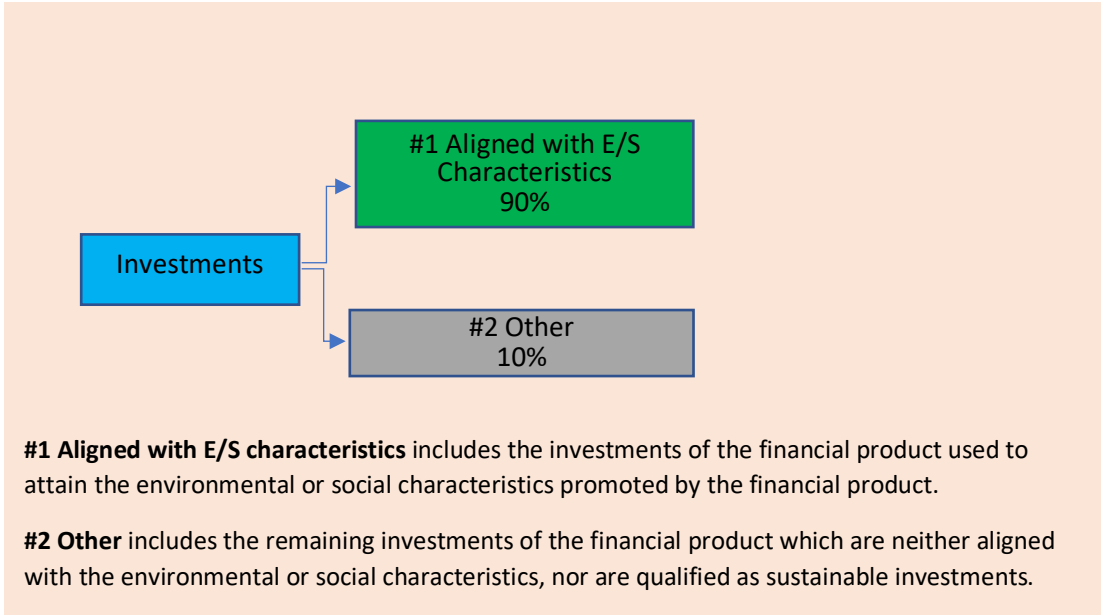 #1 Aligned with E/S
Characteristics
90%
Investments
#2 Other
10%
#1 Aligned with E/S characteristics includes the investments of the financial product used to
attain the environmental or social characteristics promoted by the financial product.
#2 Other includes the remaining investments of the financial product which are neither aligned
with the environmental or social characteristics, nor are qualified as sustainable investments.